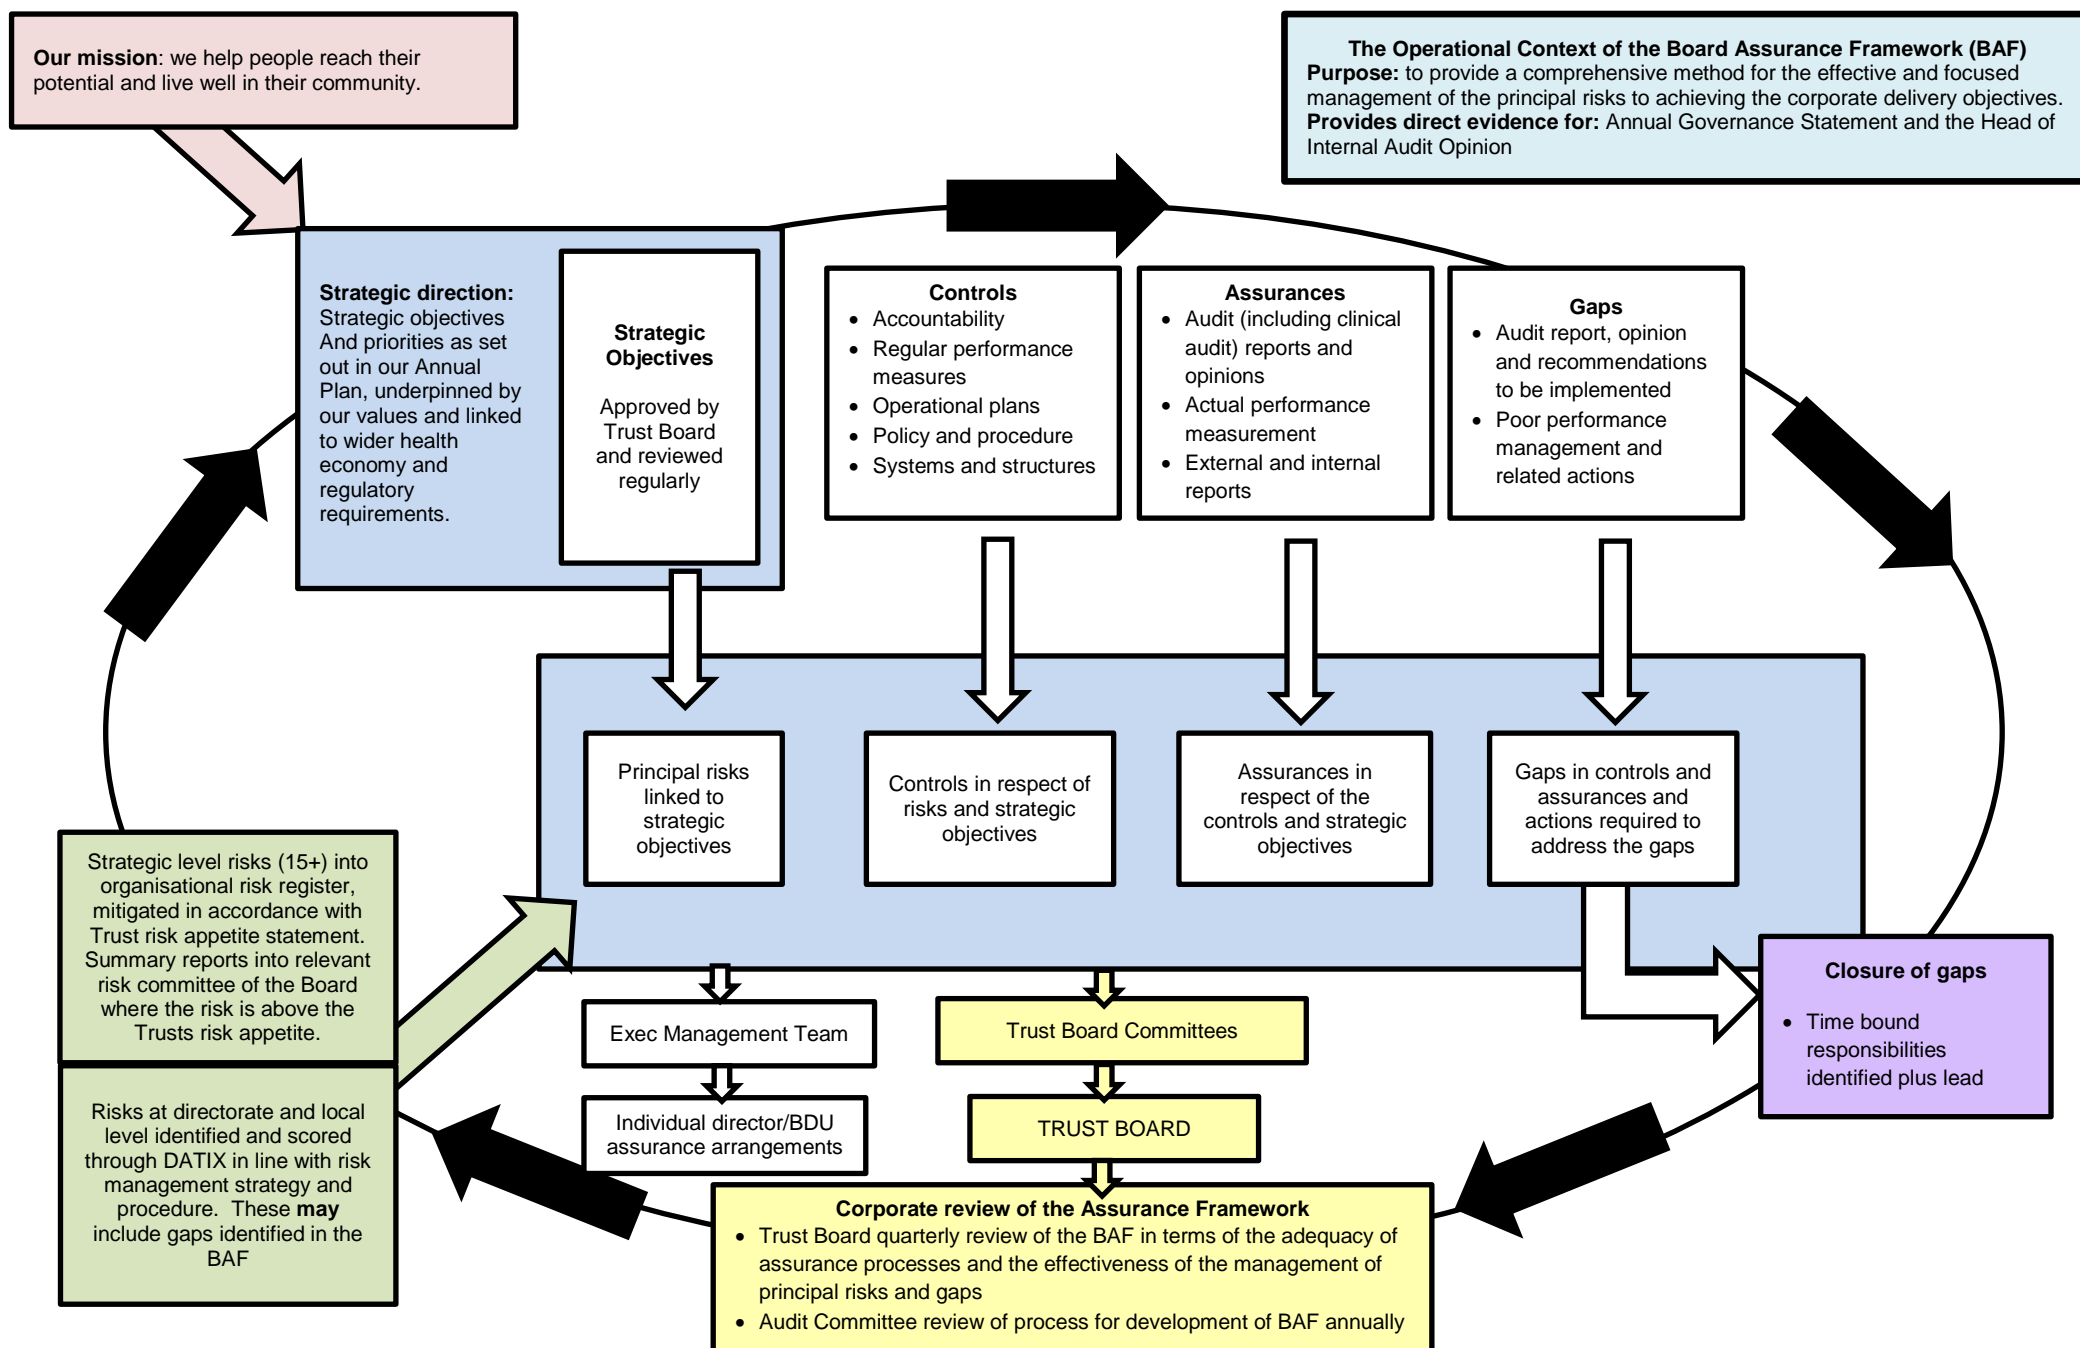 Our mission: we help people reach their
potential and live well in their community.
The Operational Context of the Board Assurance Framework (BAF)
Purpose: to provide a comprehensive method for the effective and focused
management of the principal risks to achieving the corporate delivery objectives.
Provides direct evidence for: Annual Governance Statement and the Head of
Internal Audit Opinion
Strategic direction:
Strategic objectives
And priorities as set
out in our Annual
Plan, underpinned by
our values and linked
to wider health
economy and
regulatory
requirements.
Strategic
Objectives
Approved by
Trust Board
and reviewed
regularly
Controls
• Accountability
• Regular performance
measures
• Operational plans
• Policy and procedure
• Systems and structures
Assurances
• Audit (including clinical
audit) reports and
opinions
• Actual performance
measurement
• External and internal
reports
Gaps
• Audit report, opinion
and recommendations
to be implemented
• Poor performance
management and
related actions
Principal risks
linked to
strategic
objectives
Controls in respect of
risks and strategic
objectives
Assurances in
respect of the
controls and strategic
objectives
Gaps in controls and
assurances and
actions required to
address the gaps
Strategic level risks (15+) into
organisational risk register,
mitigated in accordance with
Trust risk appetite statement.
Summary reports into relevant
risk committee of the Board
where the risk is above the
Trusts risk appetite.
Risks at directorate and local
level identified and scored
through DATIX in line with risk
management strategy and
procedure. These may
include gaps identified in the
BAF
Exec Management Team
Individual director/BDU
assurance arrangements
Trust Board Committees
TRUST BOARD
Closure of gaps
• Time bound
responsibilities
identified plus lead
Corporate review of the Assurance Framework
• Trust Board quarterly review of the BAF in terms of the adequacy of
assurance processes and the effectiveness of the management of
principal risks and gaps
• Audit Committee review of process for development of BAF annually